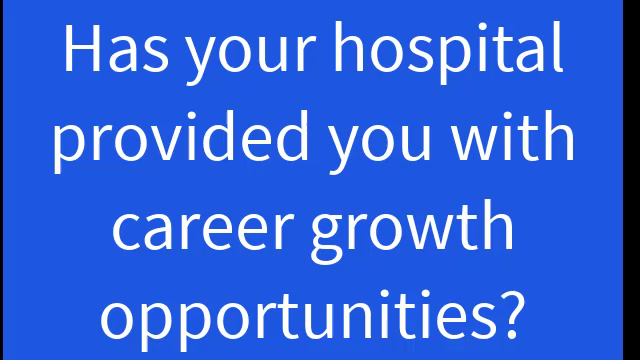 Has your hospital
provided you with
career growth
opportunities?